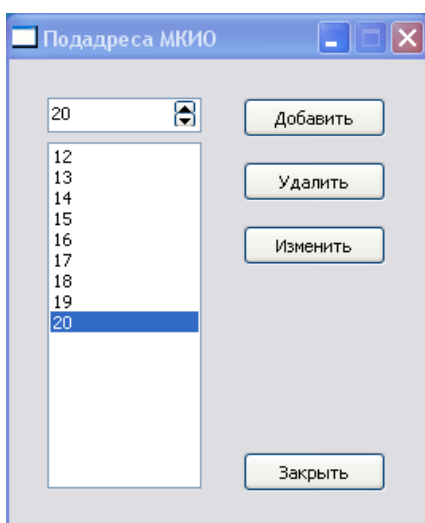 Подадреса МКИО
20
Добавить
12
13
14
15
16
17
18
19
20
Удалить
Изменить
Закрыть